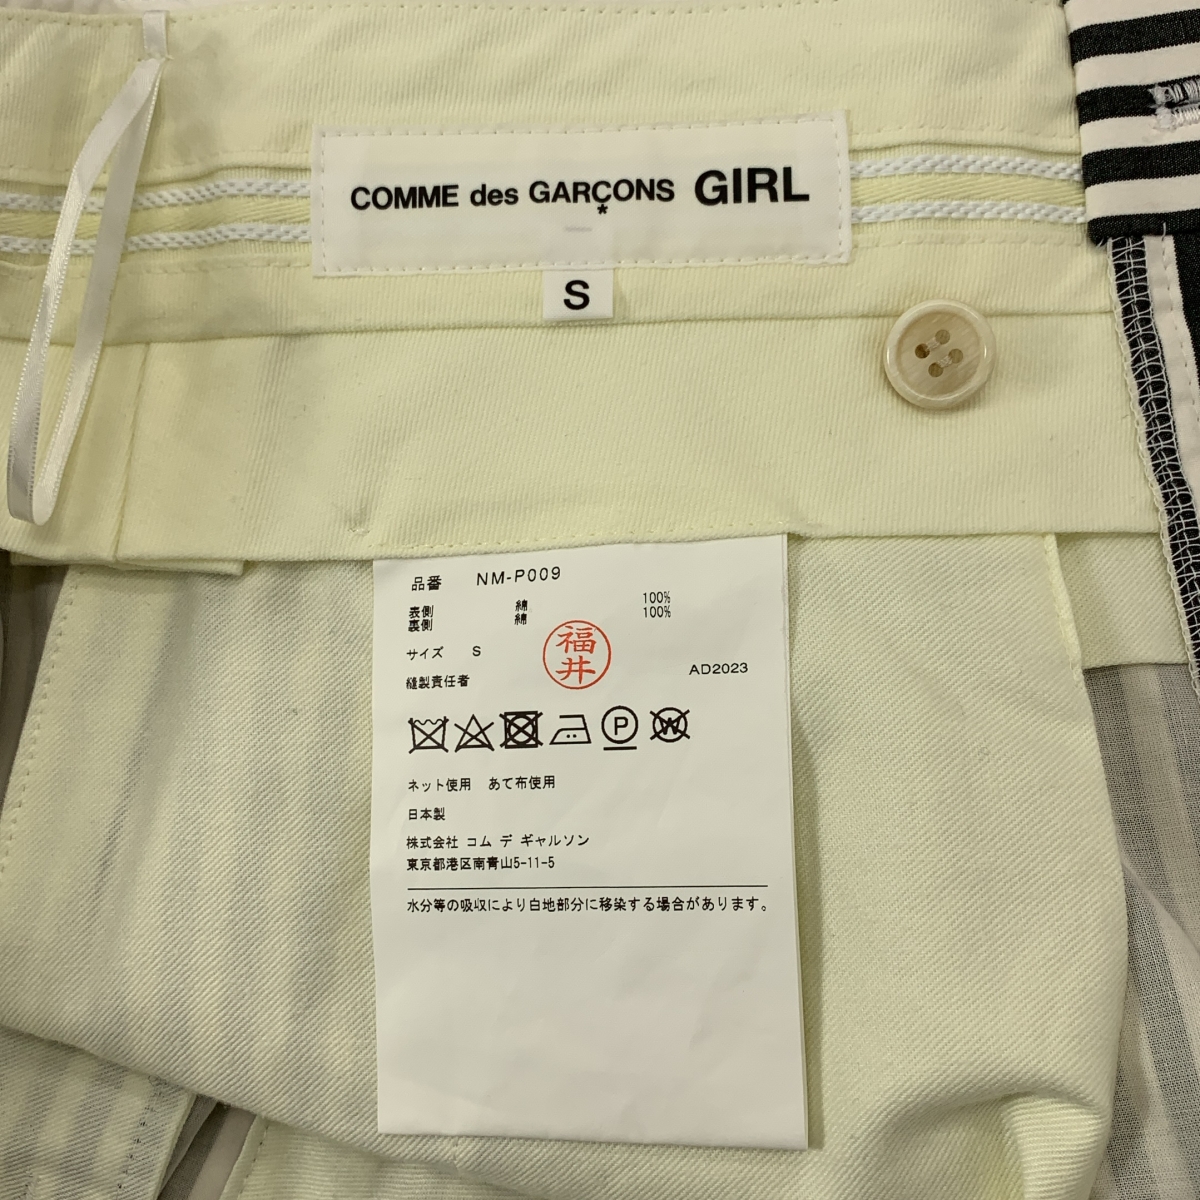 COMME des GARÇONS GIRL
*
S
品番 NM-P009
表側 綿 100%
裏側 綿 100%
サイズ S
福井
縫製責任者
AD2023
P
W
ネット使用 あて布使用
日本製
株式会社 コム デ ギャルソン
東京都港区南青山5-11-5
水分等の吸収により白地部分に移染する場合があります。